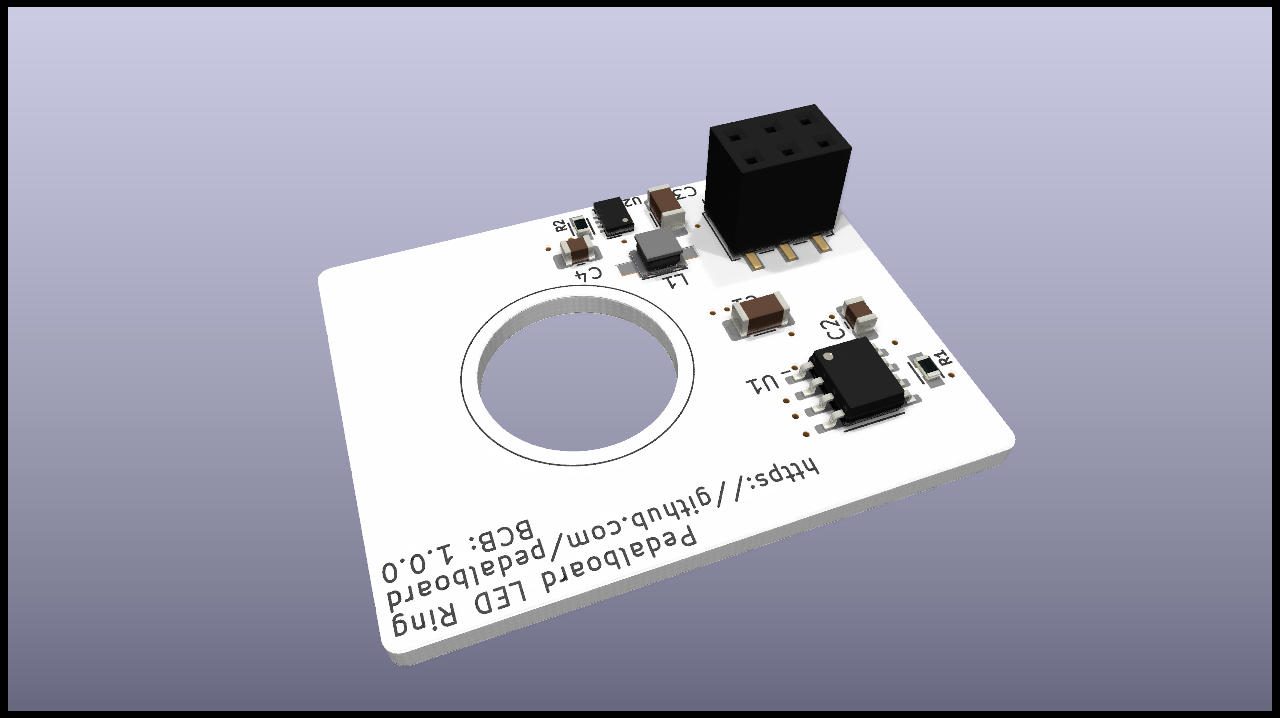 Pedalboard LED Ring
https://github.com/pedalboard
BCB: 1.0.0
R2
U2
C3
C4
L1
C1
C2
R1
U1